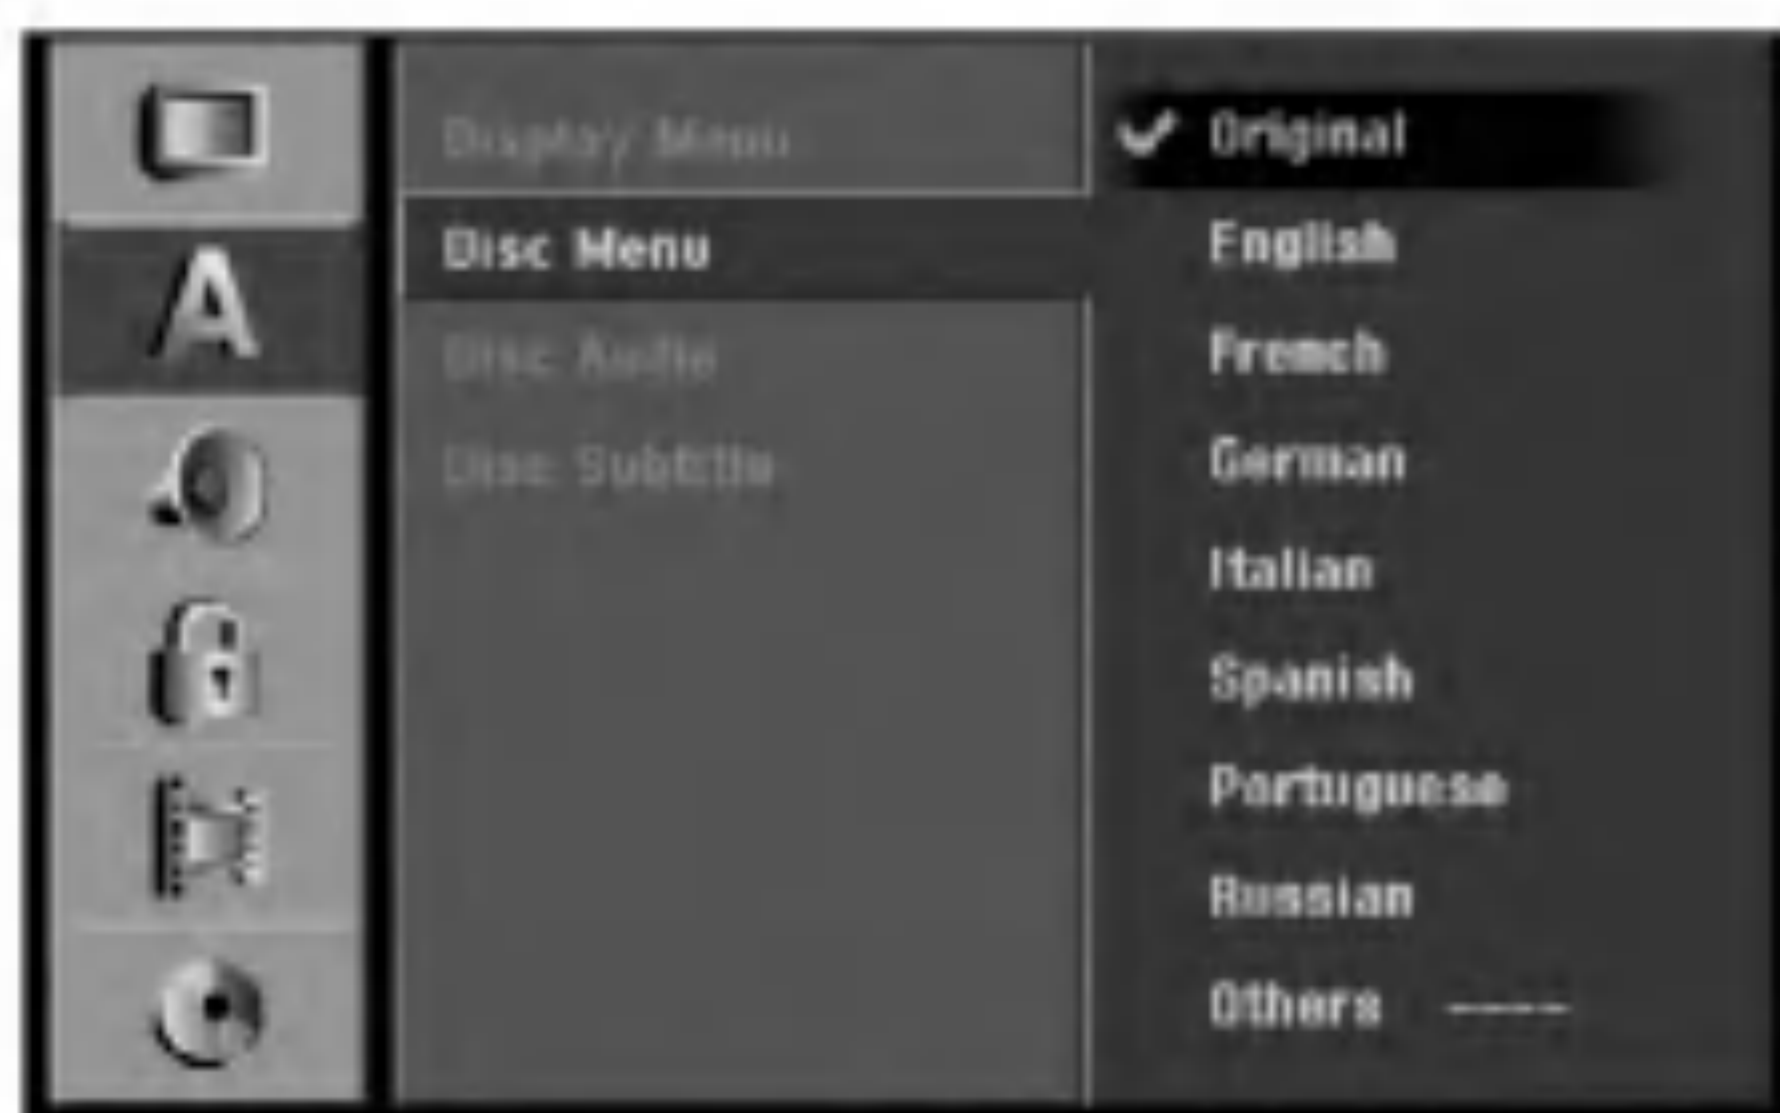 A
Display Menu
Disc Menu
Disc Audio
Disc Subtitle
Original
English
French
German
Italian
Spanish
Portuguese
Russian
Others ----